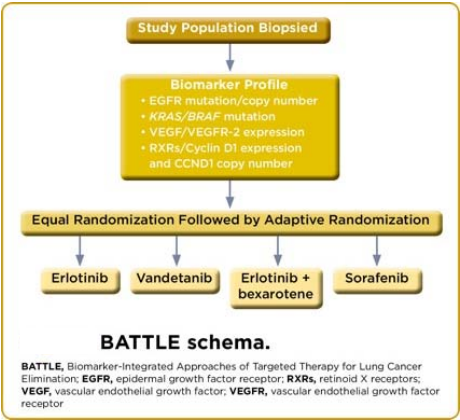 Study Population Biopsied
Biomarker Profile
• EGFR mutation/copy number
• KRAS/BRAF mutation
• VEGF/VEGFR-2 expression
• RXRs/Cyclin D1 expression
and CCND1 copy number
Equal Randomization Followed by Adaptive Randomization
Erlotinib
Vandetanib
Erlotinib +
bexarotene
Sorafenib
BATTLE schema.
BATTLE, Biomarker-Integrated Approaches of Targeted Therapy for Lung Cancer
Elimination; EGFR, epidermal growth factor receptor; RXRs, retinoid X receptors;
VEGF, vascular endothelial growth factor; VEGFR, vascular endothelial growth factor
receptor